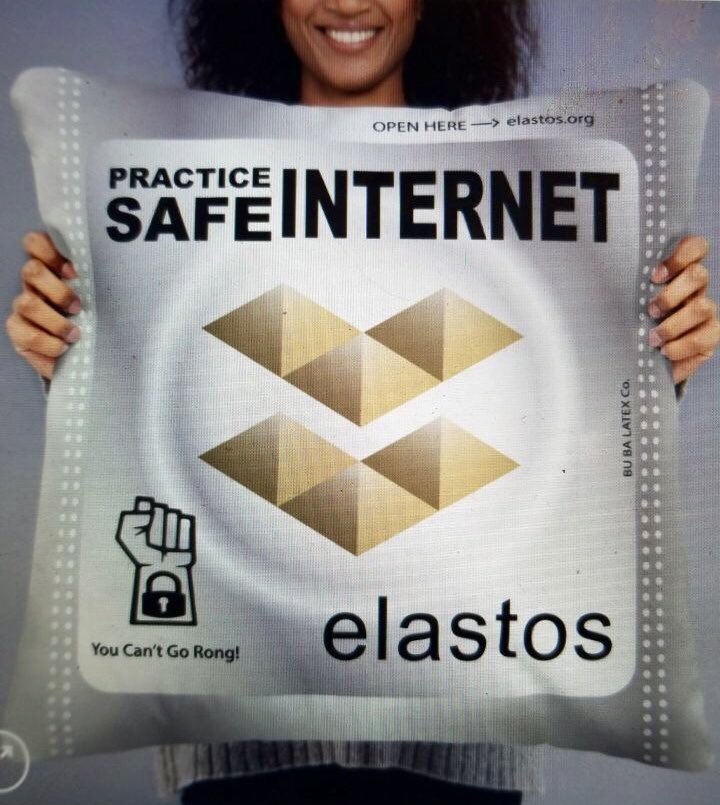 OPEN HERE —> elastos.org
PRACTICE
SAFE INTERNET
BU BA LATEX Co.
You Can't Go Rong!
elastos